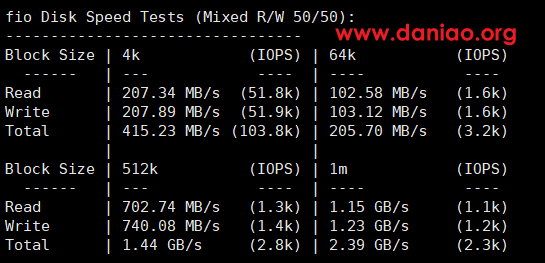 fio Disk Speed Tests (Mixed R/W 50/50):
www.daniao.org
---------------------------------
Block Size | 4k            (IOPS) | 64k           (IOPS)
  ------   | ---            ----  | ----           ----
Read       | 207.34 MB/s  (51.8k) | 102.58 MB/s   (1.6k)
Write      | 207.89 MB/s  (51.9k) | 103.12 MB/s   (1.6k)
Total      | 415.23 MB/s (103.8k) | 205.70 MB/s   (3.2k)
           |                      |
Block Size | 512k          (IOPS) | 1m            (IOPS)
  ------   | ---            ----  | ----           ----
Read       | 702.74 MB/s   (1.3k) | 1.15 GB/s     (1.1k)
Write      | 740.08 MB/s   (1.4k) | 1.23 GB/s     (1.2k)
Total      | 1.44 GB/s     (2.8k) | 2.39 GB/s     (2.3k)